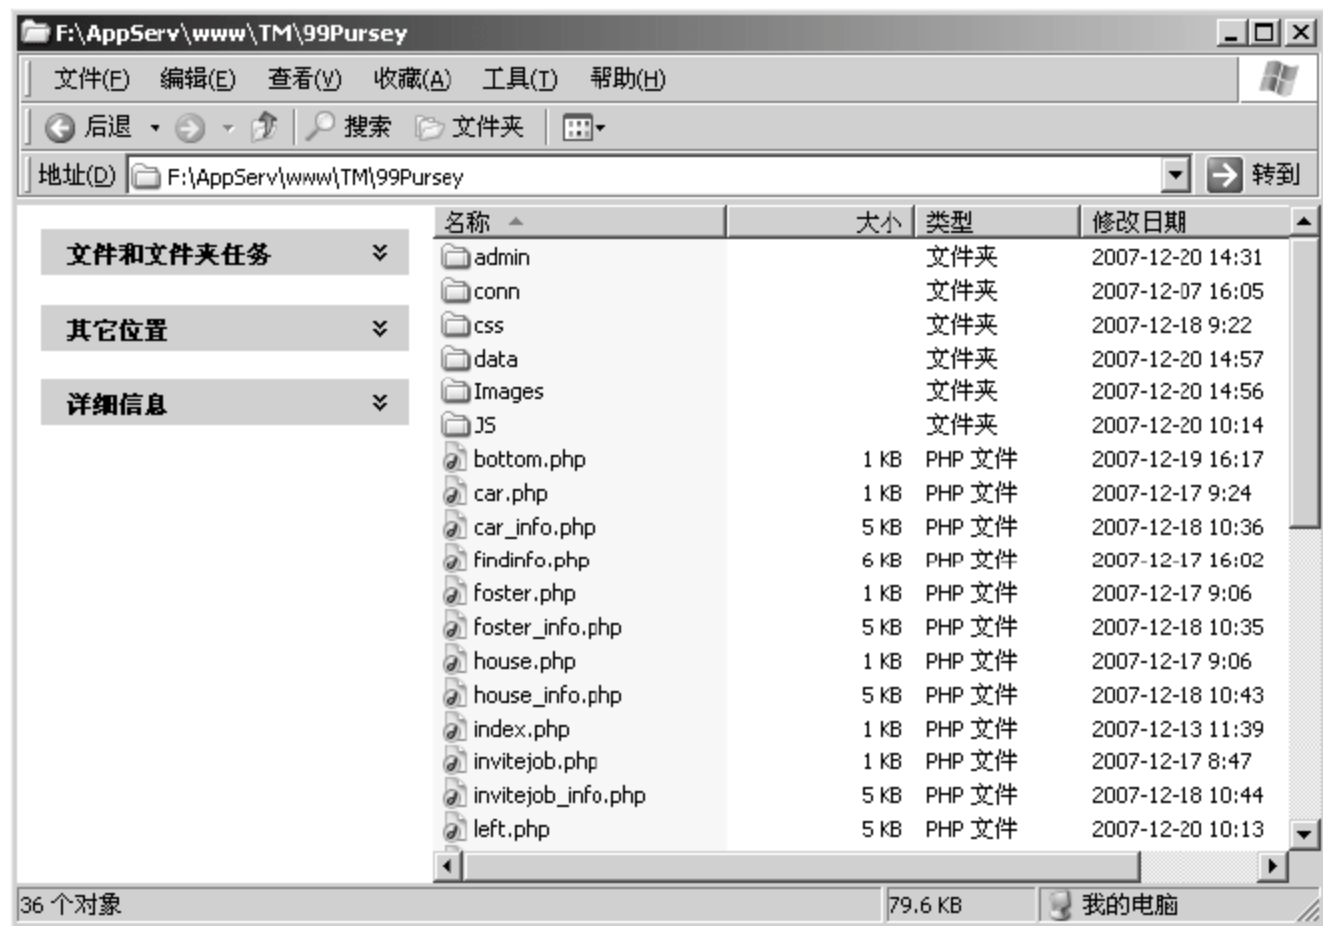 F:\AppServ\www\TM\99Pursey
文件(F) 编辑(E) 查看(V) 收藏(A) 工具(T) 帮助(H)
后退 搜索 文件夹
地址(D) F:\AppServ\www\TM\99Pursey 转到
文件和文件夹任务
其它位置
详细信息
名称 大小 类型 修改日期
admin 文件夹 2007-12-20 14:31
conn 文件夹 2007-12-07 16:05
css 文件夹 2007-12-18 9:22
data 文件夹 2007-12-20 14:57
Images 文件夹 2007-12-20 14:56
JS 文件夹 2007-12-20 10:14
bottom.php 1 KB PHP 文件 2007-12-19 16:17
car.php 1 KB PHP 文件 2007-12-17 9:24
car_info.php 5 KB PHP 文件 2007-12-18 10:36
findinfo.php 6 KB PHP 文件 2007-12-17 16:02
foster.php 1 KB PHP 文件 2007-12-17 9:06
foster_info.php 5 KB PHP 文件 2007-12-18 10:35
house.php 1 KB PHP 文件 2007-12-17 9:06
house_info.php 5 KB PHP 文件 2007-12-18 10:43
index.php 1 KB PHP 文件 2007-12-13 11:39
invitejob.php 1 KB PHP 文件 2007-12-17 8:47
invitejob_info.php 5 KB PHP 文件 2007-12-18 10:44
left.php 5 KB PHP 文件 2007-12-20 10:13
36 个对象 79.6 KB 我的电脑